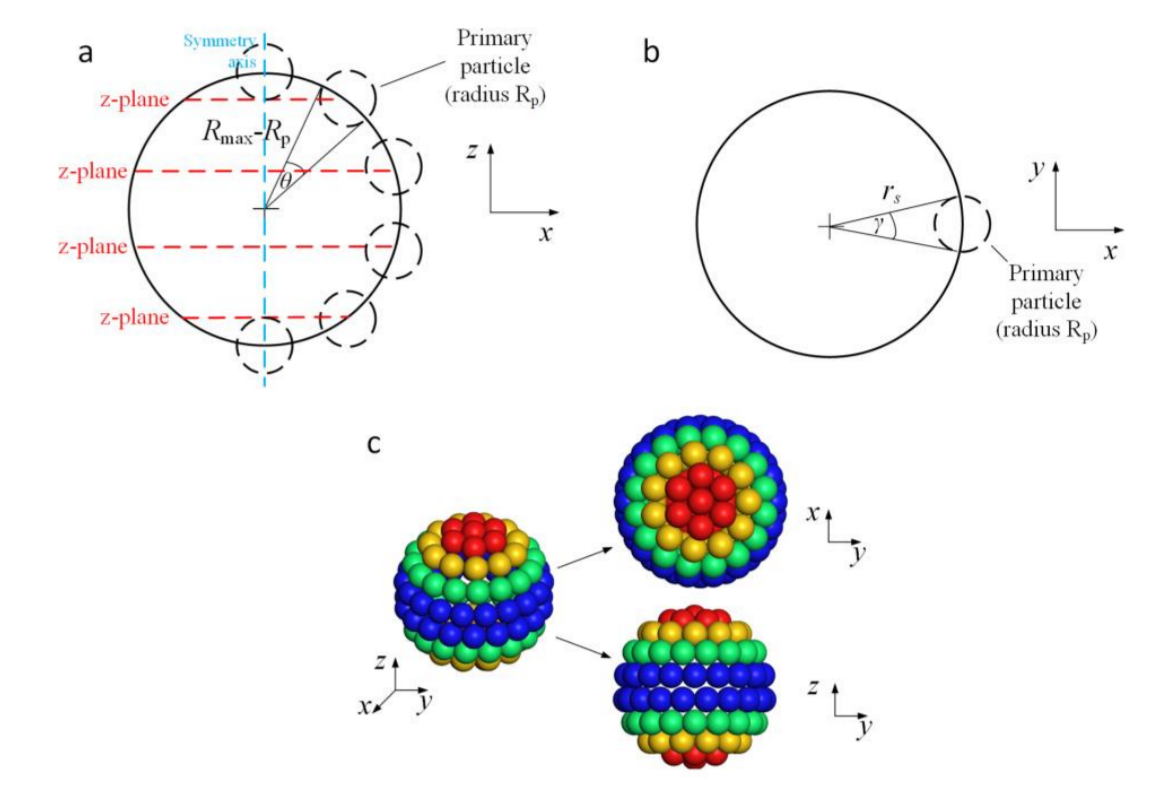 a
Symmetry
axis
Primary
particle
(radius Rp)
z-plane
Rmax-Rp
z-plane
θ
z-plane
z-plane
z
x
b
rs
γ
Primary
particle
(radius Rp)
y
x
c
x
y
z
x
y
z
y